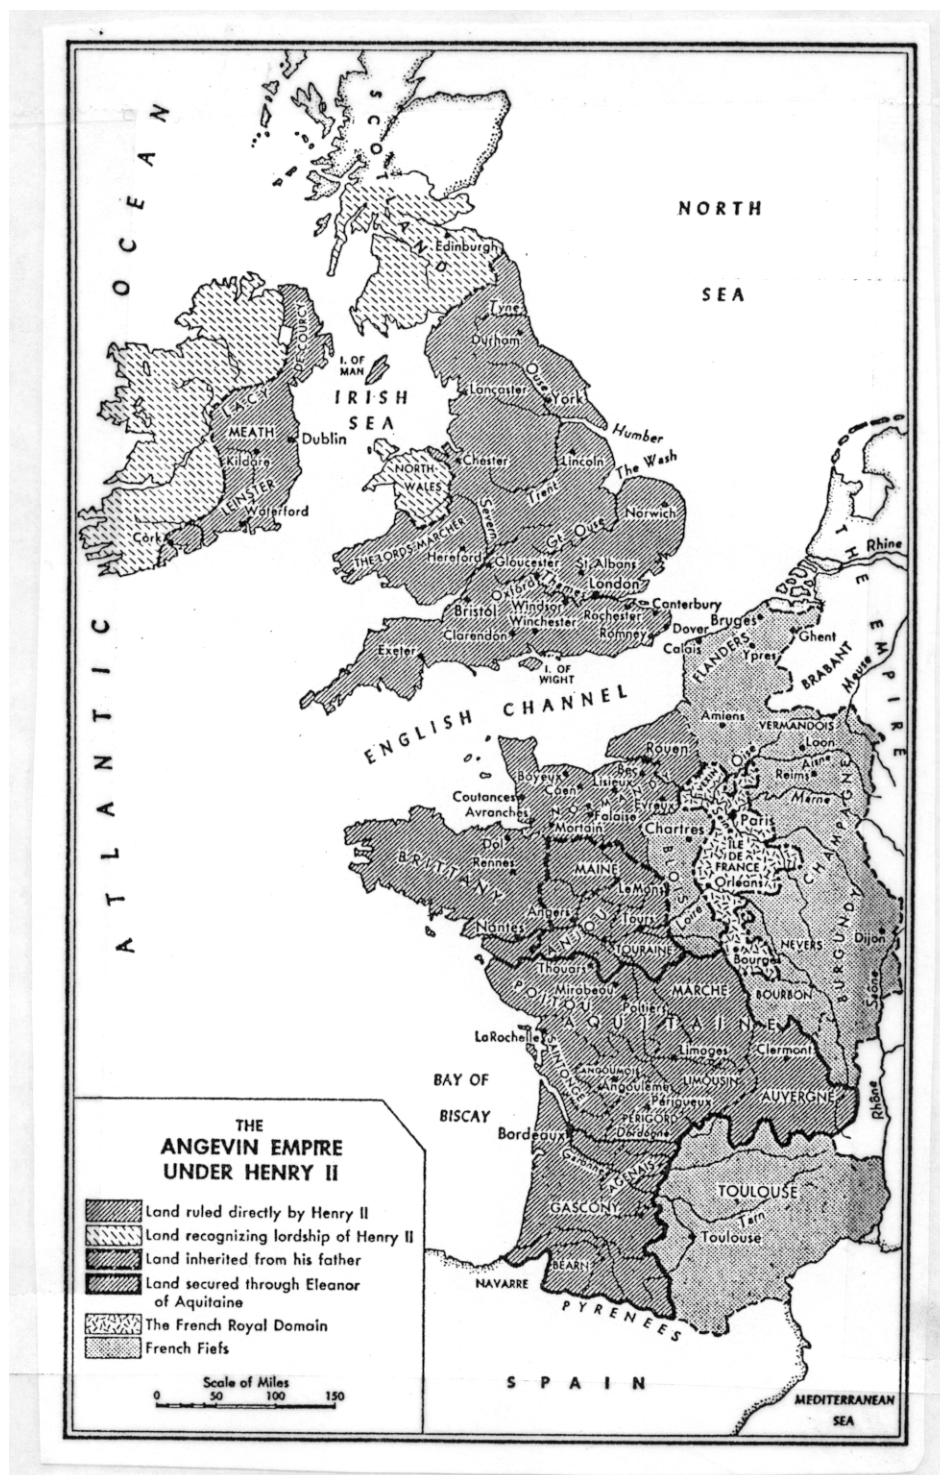 ATLANTIC OCEAN
SCOTLAND
NORTH
SEA
Edinburgh
Tyne
Durham
DE COURCY
I. OF
MAN
IRISH
SEA
Lancaster
Ouse
York
Humber
LACY
MEATH
Dublin
Kildare
LEINSTER
Waterford
Cork
Chester
NORTH-
WALES
Lincoln
The Wash
Trent
Severn
Norwich
Gt. Ouse
THE LORDS MARCHER
Hereford
Gloucester
St. Albans
Oxford
Thames
London
Bristol
Windsor
Winchester
Rochester
Canterbury
Romney
Dover
Clarendon
Exeter
I. OF
WIGHT
Calais
Bruges
Ghent
FLANDERS
Ypres
BRABANT
Meuse
Rhine
THE EMPIRE
ENGLISH CHANNEL
Amiens
VERMANDOIS
Laon
Oise
Aisne
Reims
Marne
Rouen
Bayeux
Caen
Lisieux
Bec
Evreux
NORMANDY
Coutances
Avranches
Falaise
Mortain
VEXIN
Paris
Chartres
ILE
DE
FRANCE
Orléans
BLOIS
CHAMPAGNE
Dol
Rennes
BRITTANY
Nantes
MAINE
LeMans
Angers
ANJOU
Tours
TOURAINE
Loire
NEVERS
BURGUNDY
Dijon
Saône
Bourges
BOURBON
Thouars
Mirabeau
POITOU
Poitiers
MARCHE
AQUITAINE
LaRochelle
SAINTONGE
Limoges
Clermont
ANGOUMOIS
Angoulême
LIMOUSIN
Périgueux
PERIGORD
Dordogne
AUVERGNE
Rhône
BAY OF
BISCAY
Bordeaux
Garonne
AGENAIS
GASCONY
TOULOUSE
Tarn
Toulouse
BEARN
NAVARRE
PYRENEES
SPAIN
MEDITERRANEAN
SEA
THE
ANGEVIN EMPIRE
UNDER HENRY II
Land ruled directly by Henry II
Land recognizing lordship of Henry II
Land inherited from his father
Land secured through Eleanor
of Aquitaine
The French Royal Domain
French Fiefs
Scale of Miles
0 50 100 150